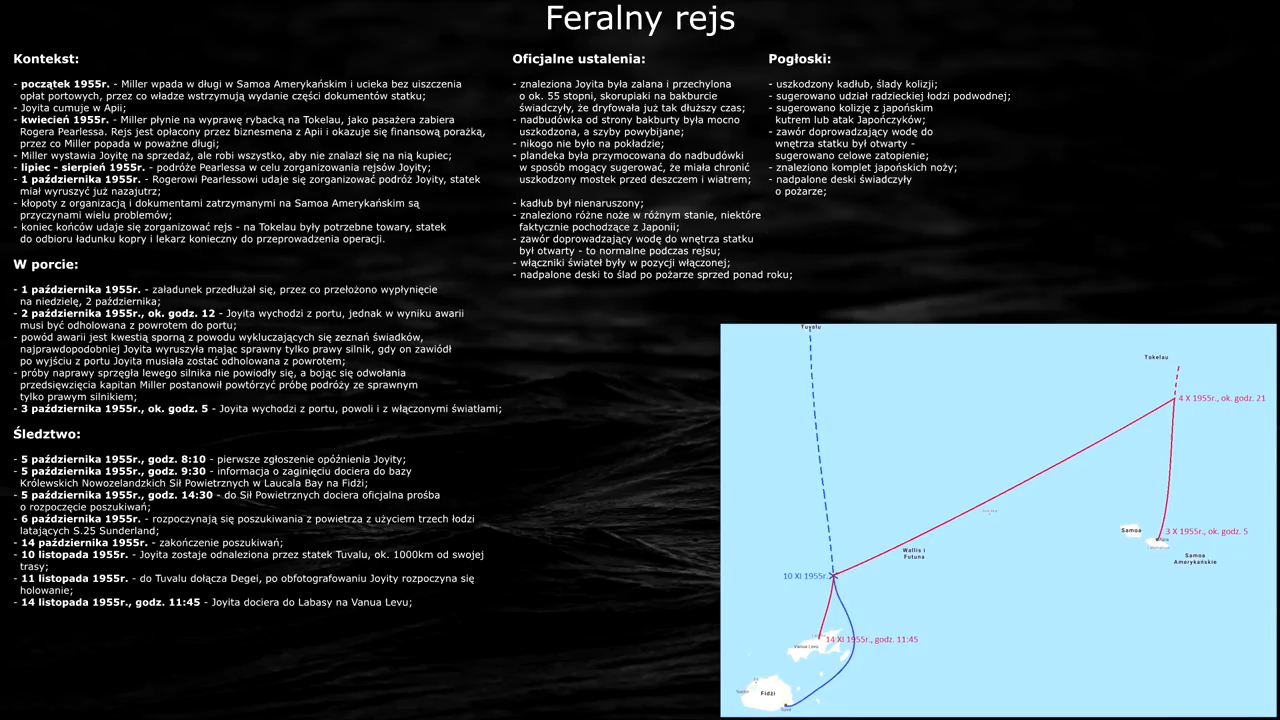 Feralny rejs
Kontekst:
- początek 1955r. - Miller wpada w długi w Samoa Amerykańskim i ucieka bez uiszczenia
opłat portowych, przez co władze wstrzymują wydanie części dokumentów statku;
- Joyita cumuje w Apii;
- kwiecień 1955r. - Miller płynie na wyprawę rybacką na Tokelau, jako pasażera zabiera
Rogera Pearlessa. Rejs jest opłacony przez biznesmena z Apii i okazuje się finansową porażką,
przez co Miller popada w poważne długi;
- Miller wystawia Joyitę na sprzedaż, ale robi wszystko, aby nie znalazł się na nią kupiec;
- lipiec - sierpień 1955r. - podróże Pearlessa w celu zorganizowania rejsów Joyity;
- 1 października 1955r. - Rogerowi Pearlessowi udaje się zorganizować podróż Joyity, statek
miał wyruszyć już nazajutrz;
- kłopoty z organizacją i dokumentami zatrzymanymi na Samoa Amerykańskim są
przyczynami wielu problemów;
- koniec końców udaje się zorganizować rejs - na Tokelau były potrzebne towary, statek
do odbioru ładunku kopry i lekarz konieczny do przeprowadzenia operacji.
W porcie:
- 1 października 1955r. - załadunek przedłużał się, przez co przełożono wypłynięcie
na niedzielę, 2 października;
- 2 października 1955r., ok. godz. 12 - Joyita wychodzi z portu, jednak w wyniku awarii
musi być odholowana z powrotem do portu;
- powód awarii jest kwestią sporną z powodu wykluczających się zeznań świadków,
najprawdopodobniej Joyita wyruszyła mając sprawny tylko prawy silnik, gdy on zawiódł
po wyjściu z portu Joyita musiała zostać odholowana z powrotem;
- próby naprawy sprzęgła lewego silnika nie powiodły się, a bojąc się odwołania
przedsięwzięcia kapitan Miller postanowił powtórzyć próbę podróży ze sprawnym
tylko prawym silnikiem;
- 3 października 1955r., ok. godz. 5 - Joyita wychodzi z portu, powoli i z włączonymi światłami;
Śledztwo:
- 5 października 1955r., godz. 8:10 - pierwsze zgłoszenie opóźnienia Joyity;
- 5 października 1955r., godz. 9:30 - informacja o zaginięciu dociera do bazy
Królewskich Nowozelandzkich Sił Powietrznych w Laucala Bay na Fidżi;
- 5 października 1955r., godz. 14:30 - do Sił Powietrznych dociera oficjalna prośba
o rozpoczęcie poszukiwań;
- 6 października 1955r. - rozpoczynają się poszukiwania z powietrza z użyciem trzech łodzi
latających S.25 Sunderland;
- 14 października 1955r. - zakończenie poszukiwań;
- 10 listopada 1955r. - Joyita zostaje odnaleziona przez statek Tuvalu, ok. 1000km od swojej
trasy;
- 11 listopada 1955r. - do Tuvalu dołącza Degei, po obfotografowaniu Joyity rozpoczyna się
holowanie;
- 14 listopada 1955r., godz. 11:45 - Joyita dociera do Labasy na Vanua Levu;
Oficjalne ustalenia:
- znaleziona Joyita była zalana i przechylona
o ok. 55 stopni, skorupiaki na bakburcie
świadczyły, że dryfowała już tak dłuższy czas;
- nadbudówka od strony bakburty była mocno
uszkodzona, a szyby powybijane;
- nikogo nie było na pokładzie;
- plandeka była przymocowana do nadbudówki
w sposób mogący sugerować, że miała chronić
uszkodzony mostek przed deszczem i wiatrem;
- kadłub był nienaruszony;
- znaleziono różne noże w różnym stanie, niektóre
faktycznie pochodzące z Japonii;
- zawór doprowadzający wodę do wnętrza statku
był otwarty - to normalne podczas rejsu;
- włączniki świateł były w pozycji włączonej;
- nadpalone deski to ślad po pożarze sprzed ponad roku;
Pogłoski:
- uszkodzony kadłub, ślady kolizji;
- sugerowano udział radzieckiej łodzi podwodnej;
- sugerowano kolizję z japońskim
kutrem lub atak Japończyków;
- zawór doprowadzający wodę do
wnętrza statku był otwarty -
sugerowano celowe zatopienie;
- znaleziono komplet japońskich noży;
- nadpalone deski świadczyły
o pożarze;
Tuvalu
Tokelau
4 X 1955r., ok. godz. 21
3 X 1955r., ok. godz. 5
Samoa
Samoa
Amerykańskie
Wallis i
Futuna
10 XI 1955r.
14 XI 1955r., godz. 11:45
Vanua Levu
Fidżi
Suva